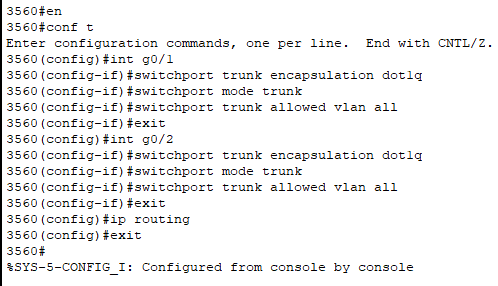 3560#en
3560#conf t
Enter configuration commands, one per line.  End with CNTL/Z.
3560(config)#int g0/1
3560(config-if)#switchport trunk encapsulation dot1q
3560(config-if)#switchport mode trunk
3560(config-if)#switchport trunk allowed vlan all
3560(config-if)#exit
3560(config)#int g0/2
3560(config-if)#switchport trunk encapsulation dot1q
3560(config-if)#switchport mode trunk
3560(config-if)#switchport trunk allowed vlan all
3560(config-if)#exit
3560(config)#ip routing
3560(config)#exit
3560#
%SYS-5-CONFIG_I: Configured from console by console